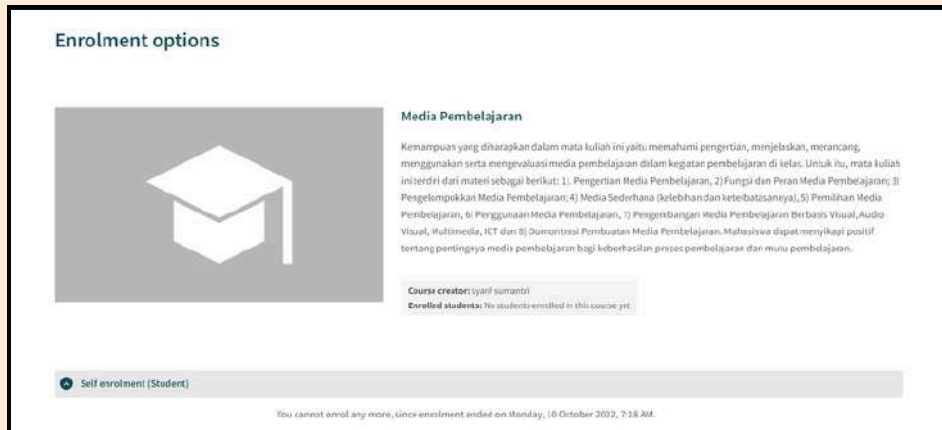 Enrolment options
Media Pembelajaran
Kemampuan yang diharapkan dalam mata kuliah ini yaitu memahami pengertian, menjelaskan, merancang,
menggunakan serta mengevaluasi media pembelajaran dalam kegiatan pembelajaran di kelas. Untuk itu, mata kuliah
ini terdiri dari materi sebagai berikut: 1). Pengertian Media Pembelajaran, 2) Fungsi dan Peran Media Pembelajaran; 3)
Pengelompokkan Media Pembelajaran; 4) Media Sederhana (kelebihan dan keterbatasannya), 5) Pemilihan Media
Pembelajaran, 6) Penggunaan Media Pembelajaran, 7) Pengembangan Media Pembelajaran Berbasis Visual, Audio
Visual, Multimedia, ICT dan 8) Demontrasi Pembuatan Media Pembelajaran. Mahasiswa dapat menyikapi positif
tentang pentingnya media pembelajaran bagi keberhasilan proses pembelajaran dan mutu pembelajaran.
Course creator: syaril sumantri
Enrolled students: No students enrolled in this course yet
Self enrolment (Student)
You cannot enrol any more, since enrolment ended on Monday, 10 October 2022, 7:18 AM.